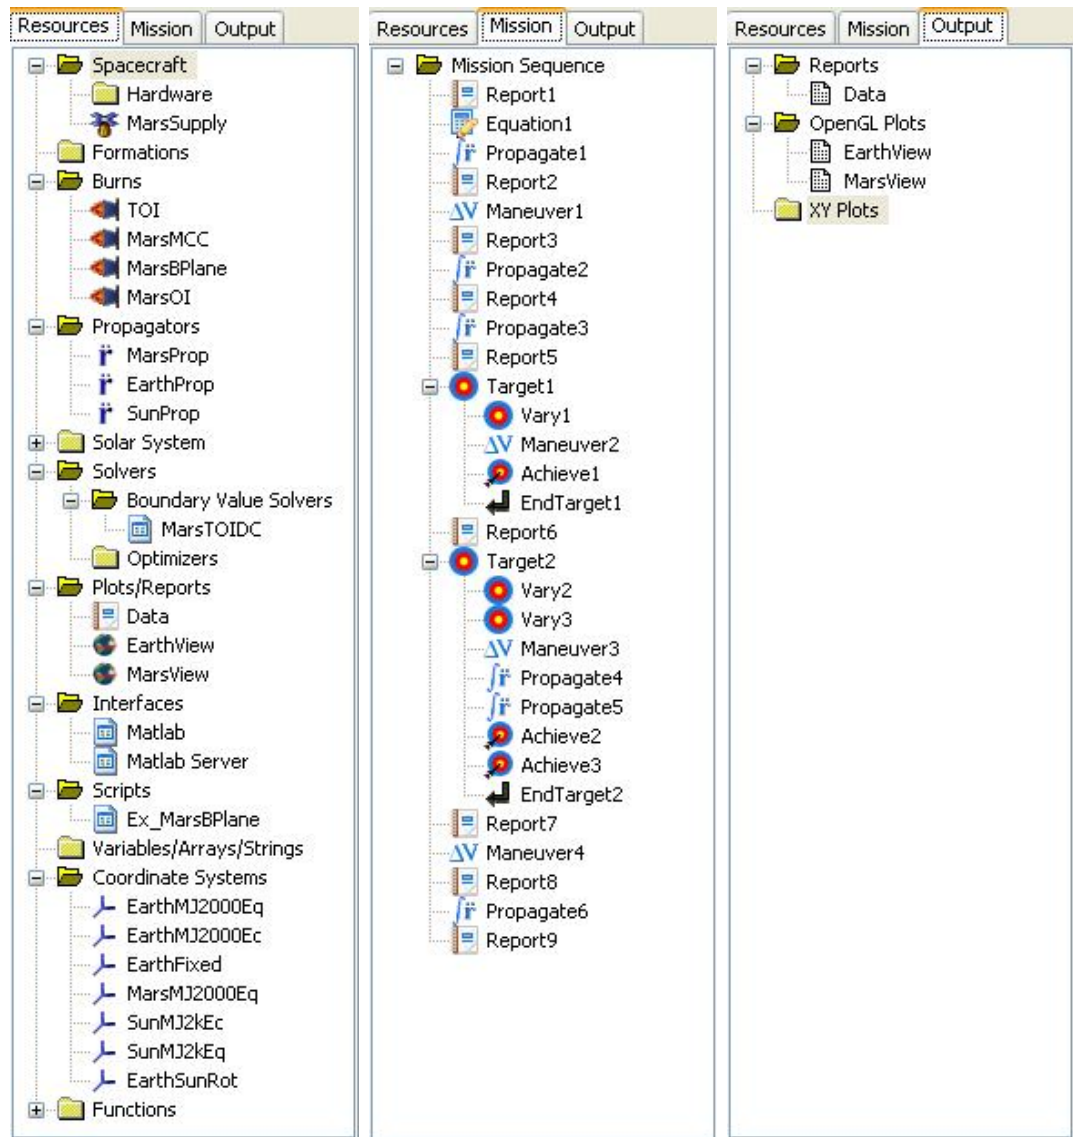 Resources Mission Output
Spacecraft
Hardware
MarsSupply
Formations
Burns
TOI
MarsMCC
MarsBPlane
MarsOI
Propagators
MarsProp
EarthProp
SunProp
Solar System
Solvers
Boundary Value Solvers
MarsTOIDC
Optimizers
Plots/Reports
Data
EarthView
MarsView
Interfaces
Matlab
Matlab Server
Scripts
Ex_MarsBPlane
Variables/Arrays/Strings
Coordinate Systems
EarthMJ2000Eq
EarthMJ2000Ec
EarthFixed
MarsMJ2000Eq
SunMJ2kEc
SunMJ2kEq
EarthSunRot
Functions
Resources Mission Output
Mission Sequence
Report1
Equation1
Propagate1
Report2
ΔV Maneuver1
Report3
Propagate2
Report4
Propagate3
Report5
Target1
Vary1
ΔV Maneuver2
Achieve1
EndTarget1
Report6
Target2
Vary2
Vary3
ΔV Maneuver3
Propagate4
Propagate5
Achieve2
Achieve3
EndTarget2
Report7
ΔV Maneuver4
Report8
Propagate6
Report9
Resources Mission Output
Reports
Data
OpenGL Plots
EarthView
MarsView
XY Plots